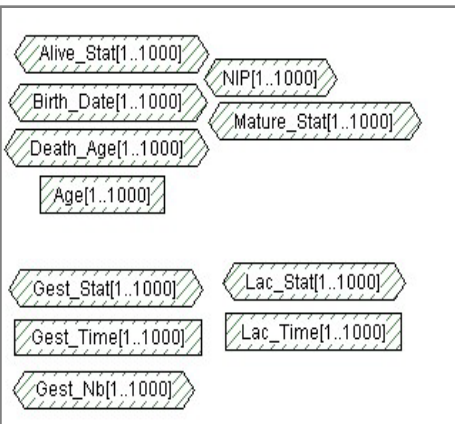 Alive_Stat[1..1000]
NIP[1..1000]
Birth_Date[1..1000]
Mature_Stat[1..1000]
Death_Age[1..1000]
Age[1..1000]
Gest_Stat[1..1000]
Lac_Stat[1..1000]
Gest_Time[1..1000]
Lac_Time[1..1000]
Gest_Nb[1..1000]